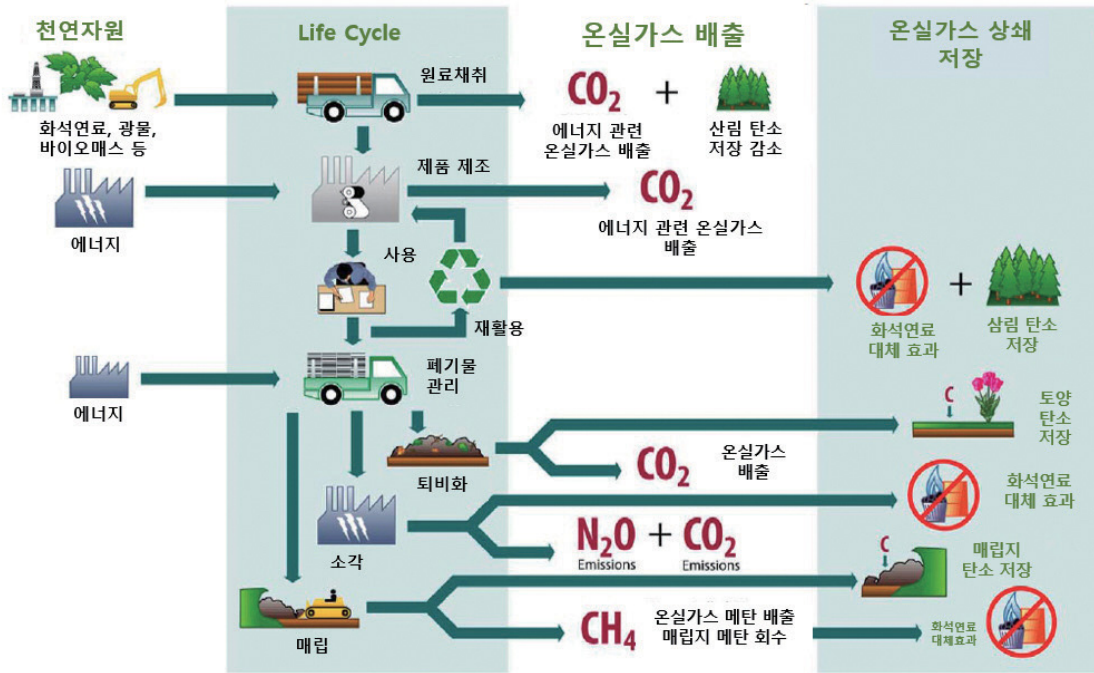 천연자원
Life Cycle
온실가스 배출
온실가스 상쇄
저장
원료채취
화석연료, 광물,
바이오매스 등
CO2
+
에너지 관련
온실가스 배출
산림 탄소
저장 감소
제품 제조
CO2
에너지 관련 온실가스
배출
에너지
사용
재활용
+
화석연료
대체 효과
삼림 탄소
저장
폐기물
관리
에너지
C
토양
탄소
저장
퇴비화
CO2
온실가스
배출
화석연료
대체 효과
소각
N2O + CO2
Emissions
Emissions
C
매립지
탄소 저장
매립
CH4
온실가스 메탄 배출
매립지 메탄 회수
화석연료
대체효과